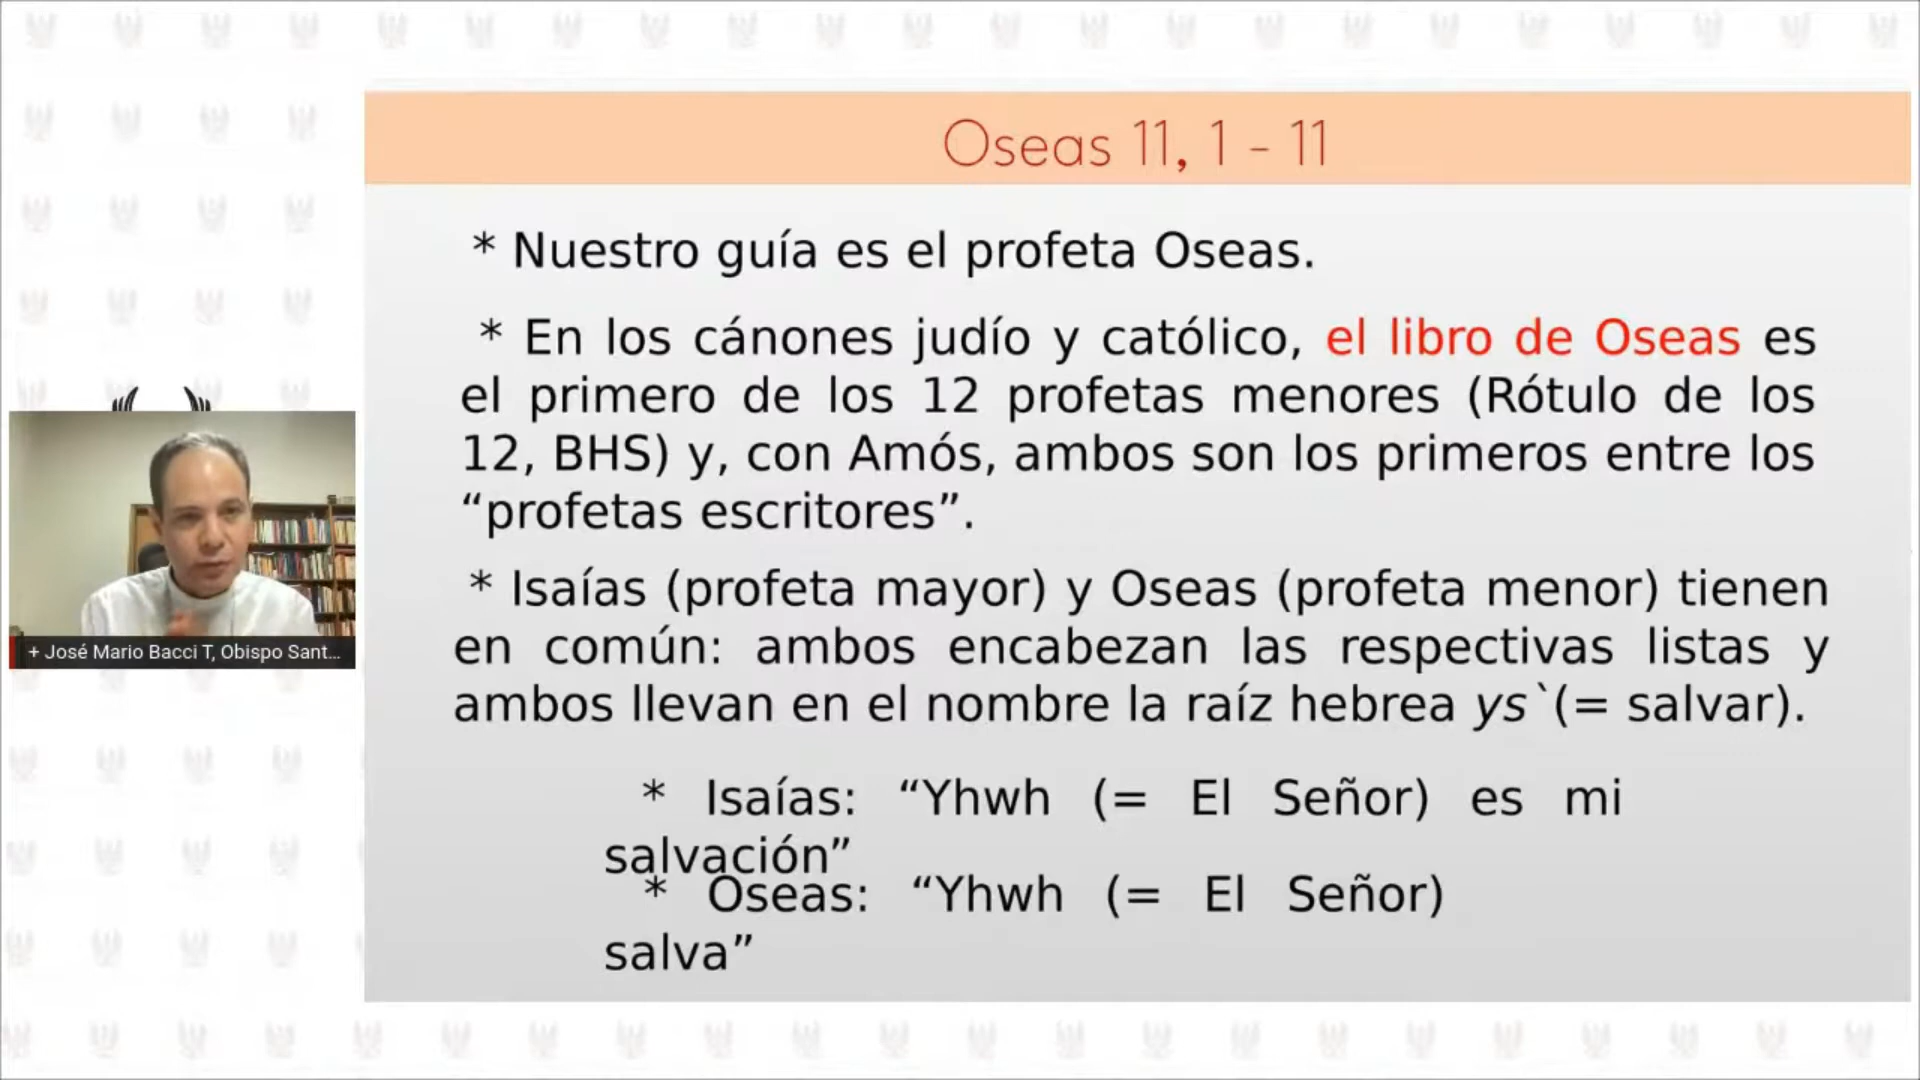 Oseas 11, 1 - 11
* Nuestro guía es el profeta Oseas.
* En los cánones judío y católico, el libro de Oseas es
el primero de los 12 profetas menores (Rótulo de los
12, BHS) y, con Amós, ambos son los primeros entre los
“profetas escritores”.
* Isaías (profeta mayor) y Oseas (profeta menor) tienen
en común: ambos encabezan las respectivas listas y
ambos llevan en el nombre la raíz hebrea ys`(= salvar).
* Isaías: “Yhwh (= El Señor) es mi
salvación”
* Oseas: “Yhwh (= El Señor)
salva”
+ José Mario Bacci T, Obispo Sant...